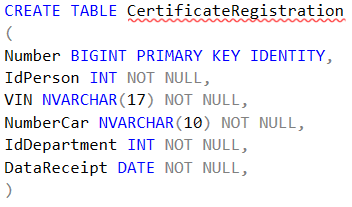 CREATE TABLE CertificateRegistration
(
Number BIGINT PRIMARY KEY IDENTITY,
IdPerson INT NOT NULL,
VIN NVARCHAR(17) NOT NULL,
NumberCar NVARCHAR(10) NOT NULL,
IdDepartment INT NOT NULL,
DataReceipt DATE NOT NULL,
)